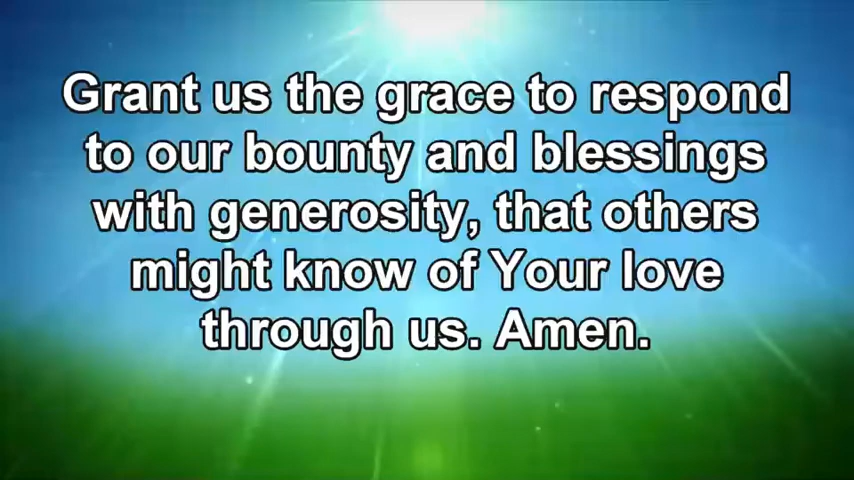 Grant us the grace to respond
to our bounty and blessings
with generosity, that others
might know of Your love
through us. Amen.